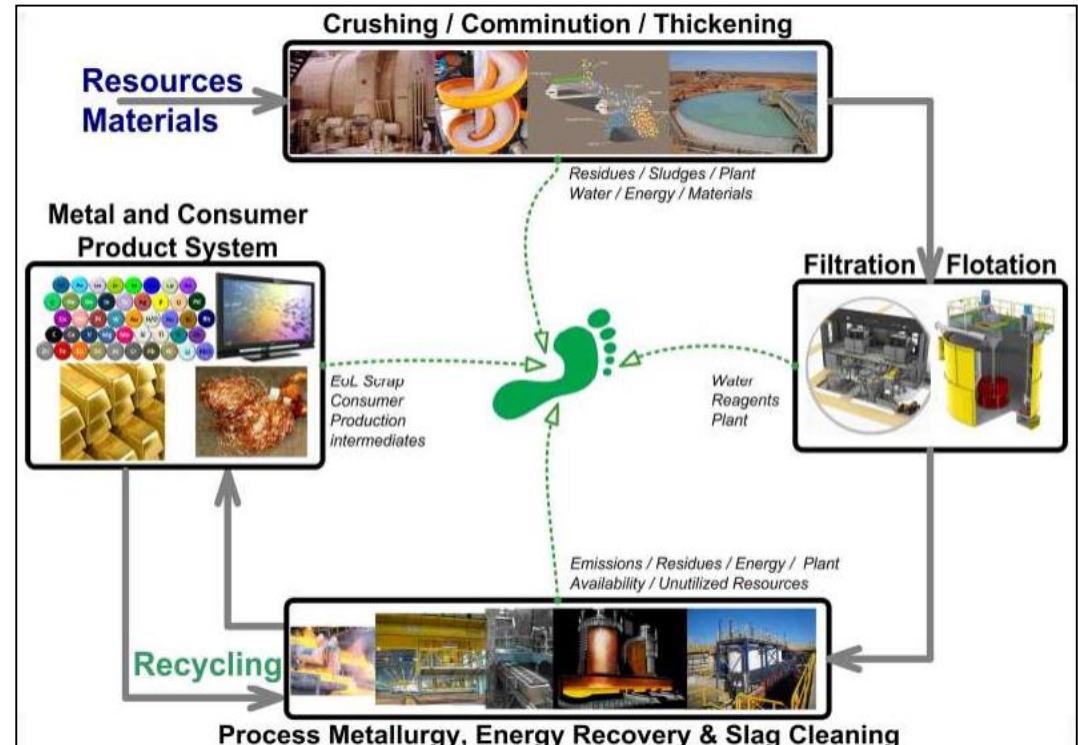 Crushing / Comminution / Thickening
Resources
Materials
Residues / Sludges / Plant
Water / Energy / Materials
Metal and Consumer
Product System
Filtration
Flotation
EoL Scrap
Consumer
Production
intermediates
Water
Reagents
Plant
Emissions / Residues / Energy / Plant
Availability / Unutilized Resources
Recycling
Process Metallurgy, Energy Recovery & Slag Cleaning